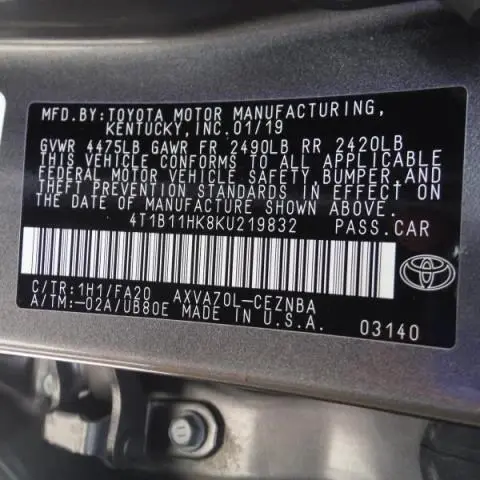 MFD.BY:TOYOTA MOTOR MANUFACTURING,
KENTUCKY,INC.01/19
GVWR 4475LB GAWR FR 2490LB RR 2420LB
THIS VEHICLE CONFORMS TO ALL APPLICABLE
FEDERAL MOTOR VEHICLE SAFETY,BUMPER,AND
THEFT PREVENTION STANDARDS IN EFFECT ON
THE DATE OF MANUFACTURE SHOWN ABOVE.
4T1B11HK8KU219832 PASS.CAR
C/TR:1H1/FA20 AXVA70L-CEZNBA
A/TM:-02A/UB80E MADE IN U.S.A. 03140